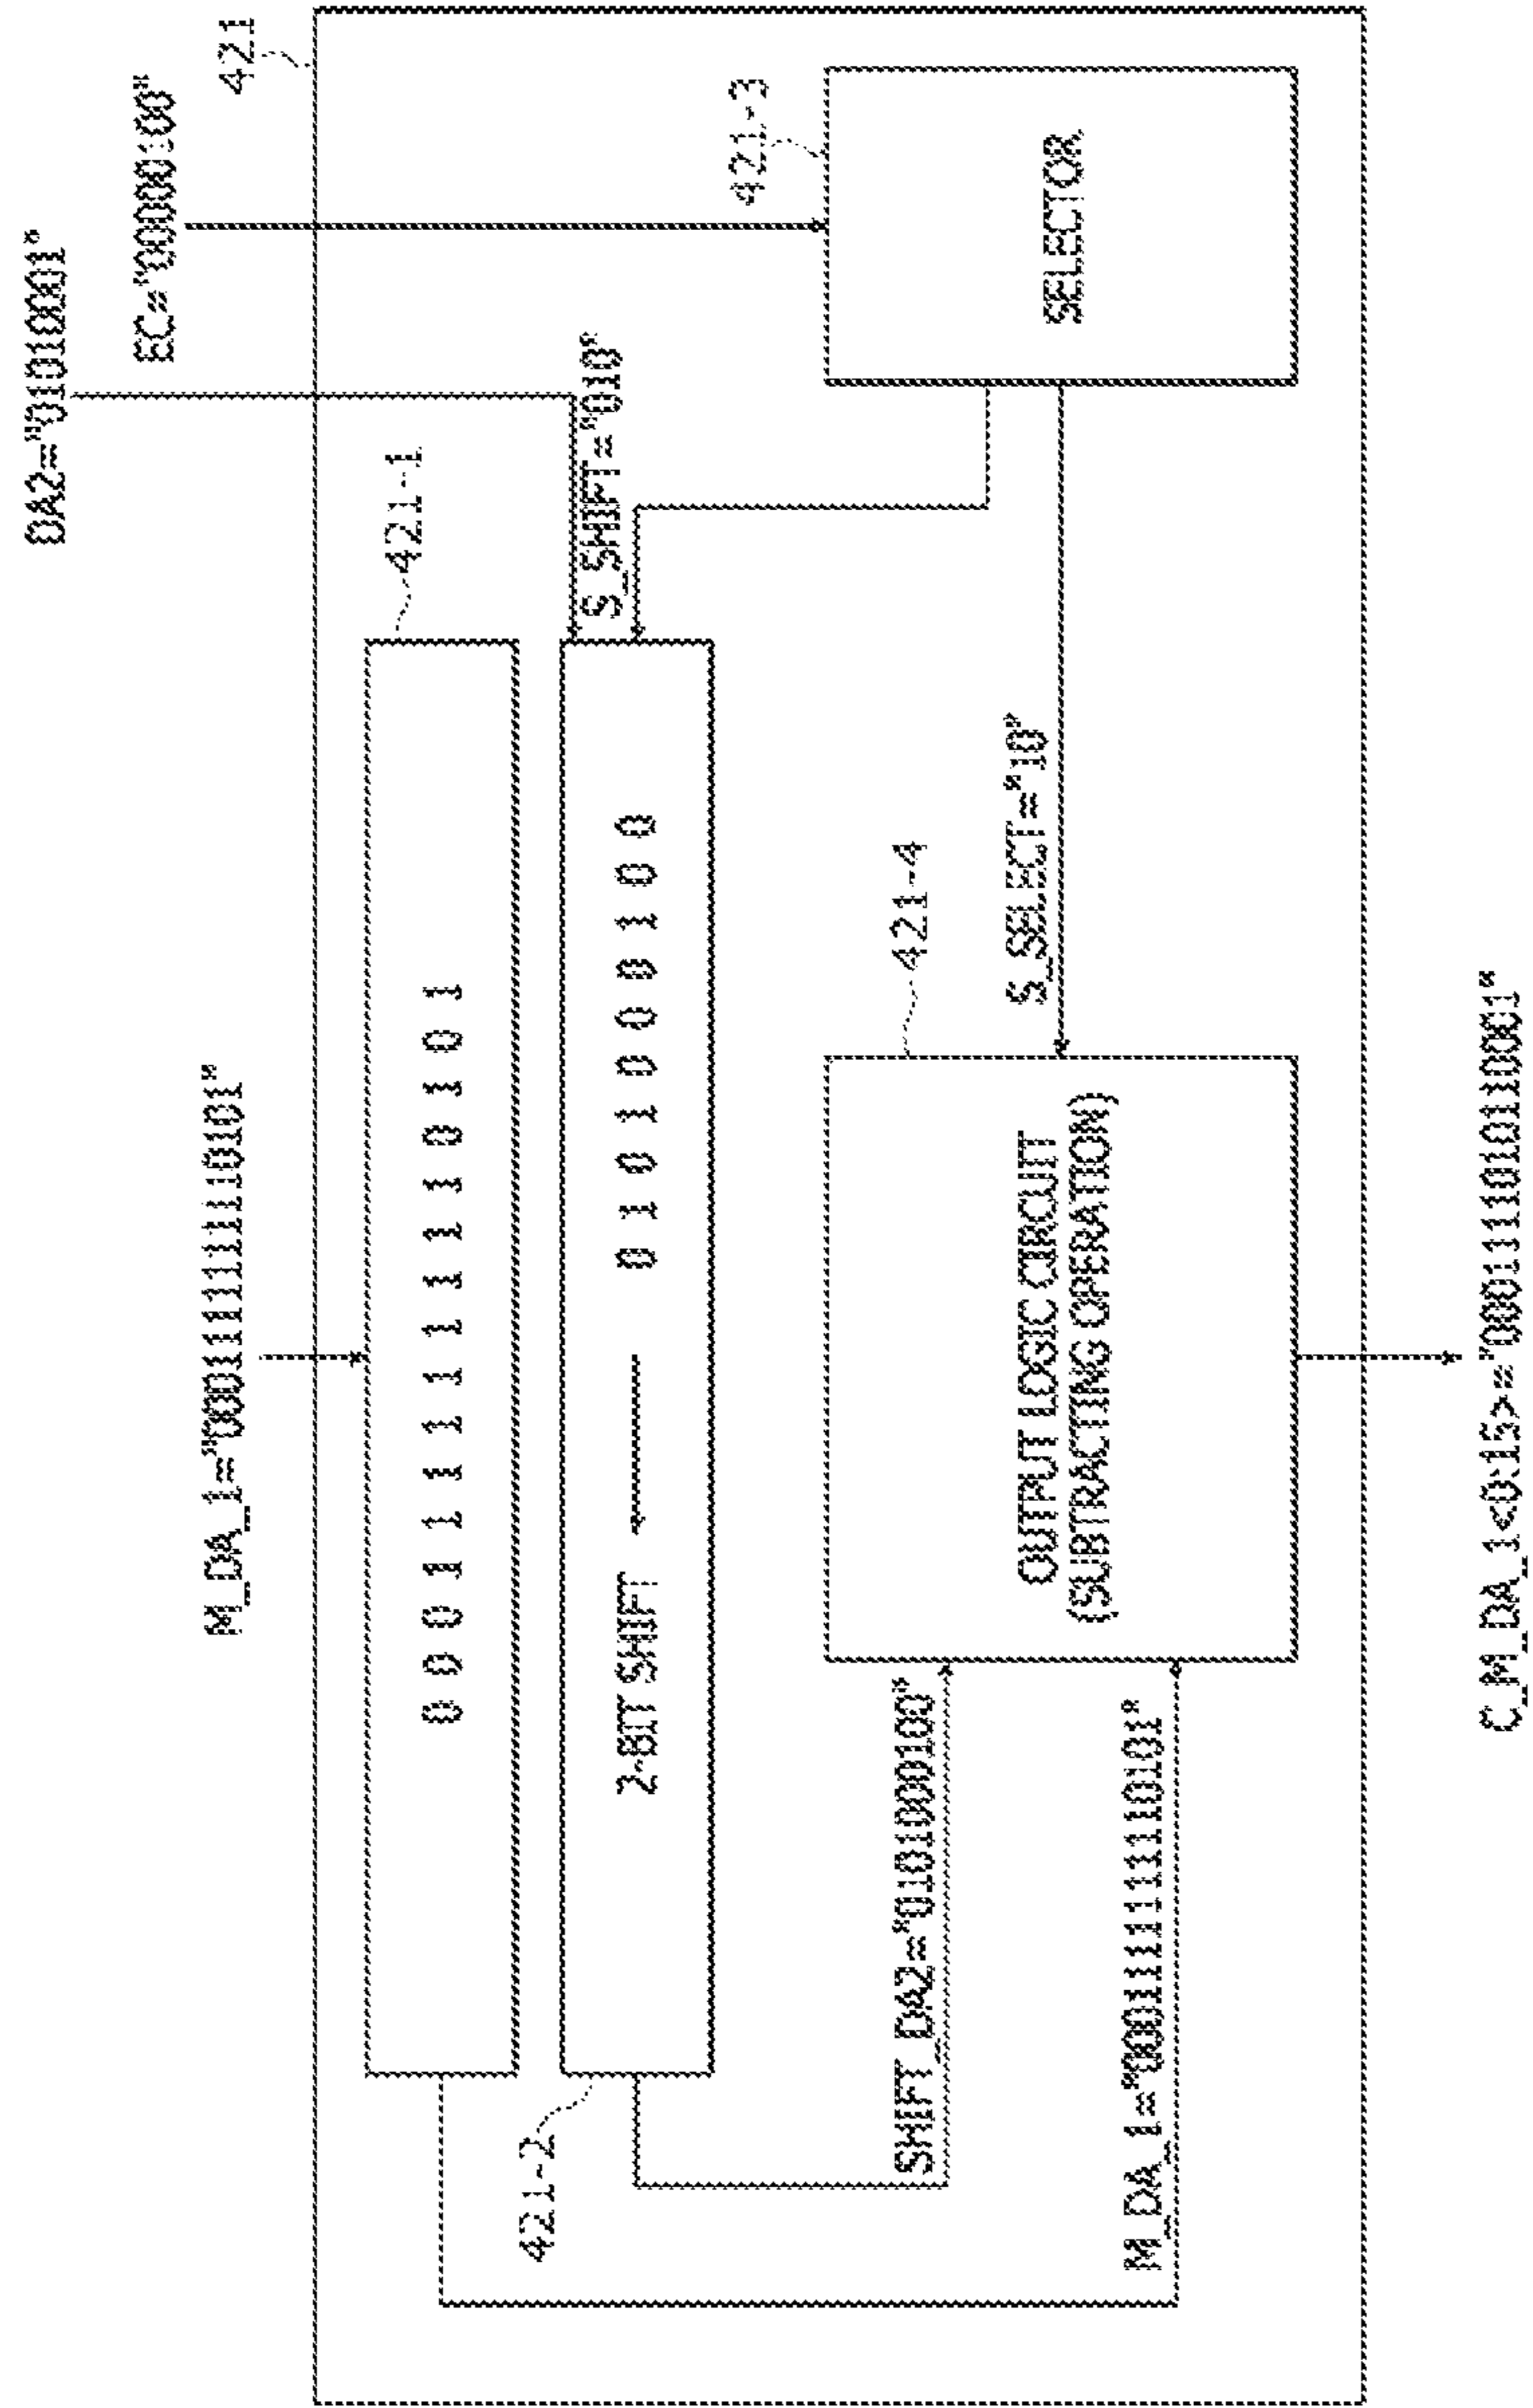 DA2="01010001"
EC="00000100"
M_DA_1="0001111111110101"
421
421-1
0 0 0 1 1 1 1 1 1 1 1 1 0 1 0 1
421-2
2-BIT SHIFT
0 1 0 1 0 0 0 1 0 0
S_SHIFT="010"
421-3
SELECTOR
SHIFT_DA2="0101000100"
421-4
S_SELECT="10"
OUTPUT LOGIC CIRCUIT
(SUBTRACTING OPERATION)
M_DA_1="0001111111110101"
C_M_DA_1<0:15>="0001111010110001"